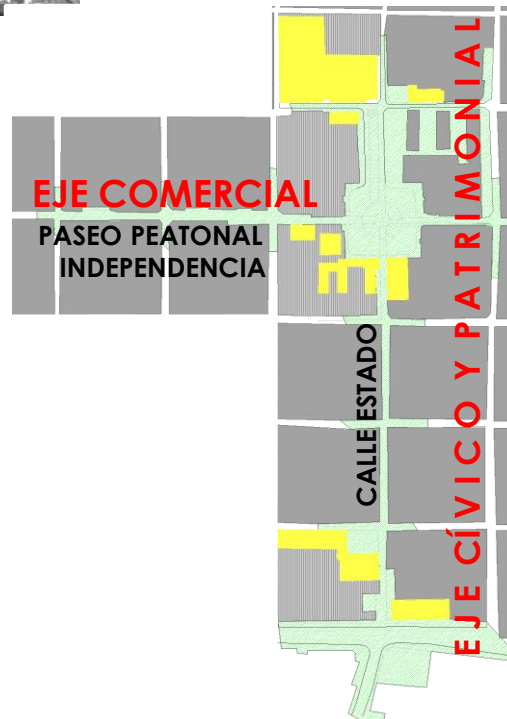 EJE COMERCIAL
PASEO PEATONAL
INDEPENDENCIA
CALLE ESTADO
EJE CÍVICO Y PATRIMONIAL